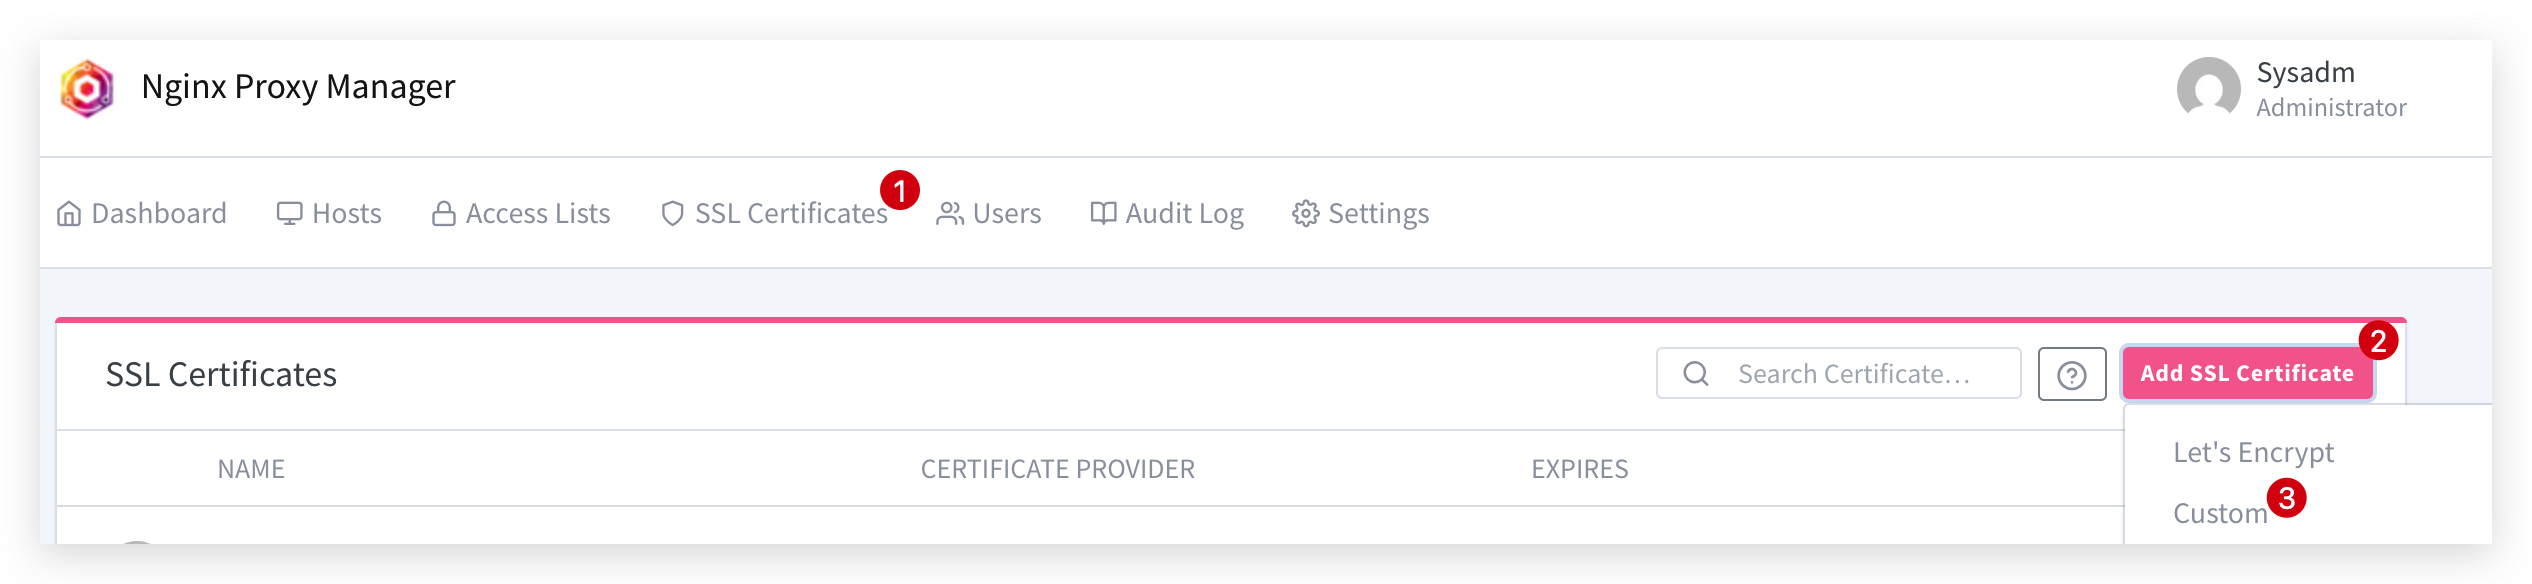 Nginx Proxy Manager
Sysadm
Administrator
Dashboard Hosts Access Lists SSL Certificates 1 Users Audit Log Settings
SSL Certificates Search Certificate... Add SSL Certificate 2
NAME CERTIFICATE PROVIDER EXPIRES
Let's Encrypt
Custom 3